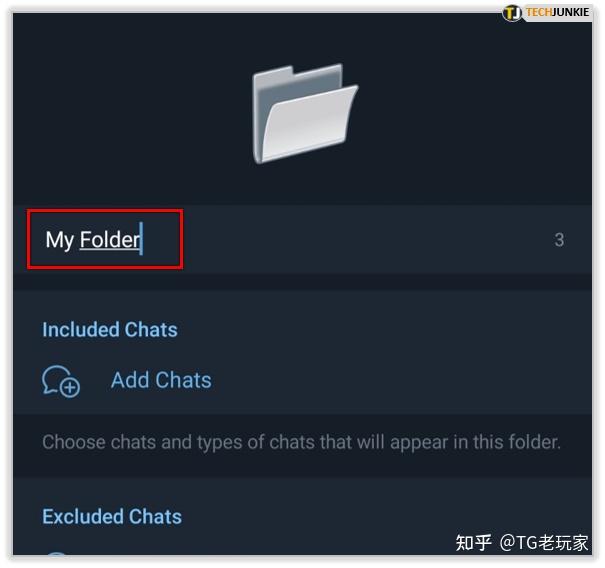 TJ TECHJUNKIE
My Folder 3
Included Chats
Add Chats
Choose chats and types of chats that will appear in this folder.
Excluded Chats
知乎 @TG老玩家